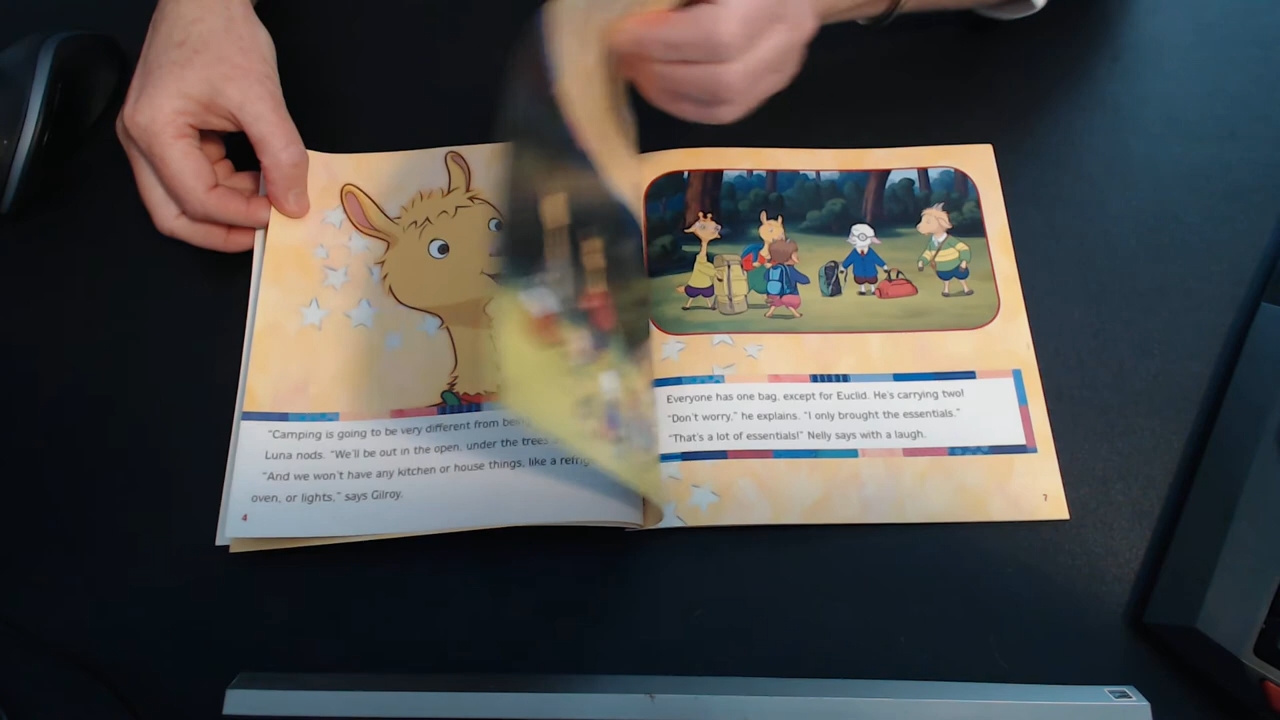 "Camping is going to be very different from being
Luna nods. "We'll be out in the open, under the trees
"And we won't have any kitchen or house things, like a
oven, or lights," says Gilroy.
4
Everyone has one bag, except for Euclid. He's carrying two!
"Don't worry," he explains. "I only brought the essentials."
"That's a lot of essentials!" Nelly says with a laugh.
7